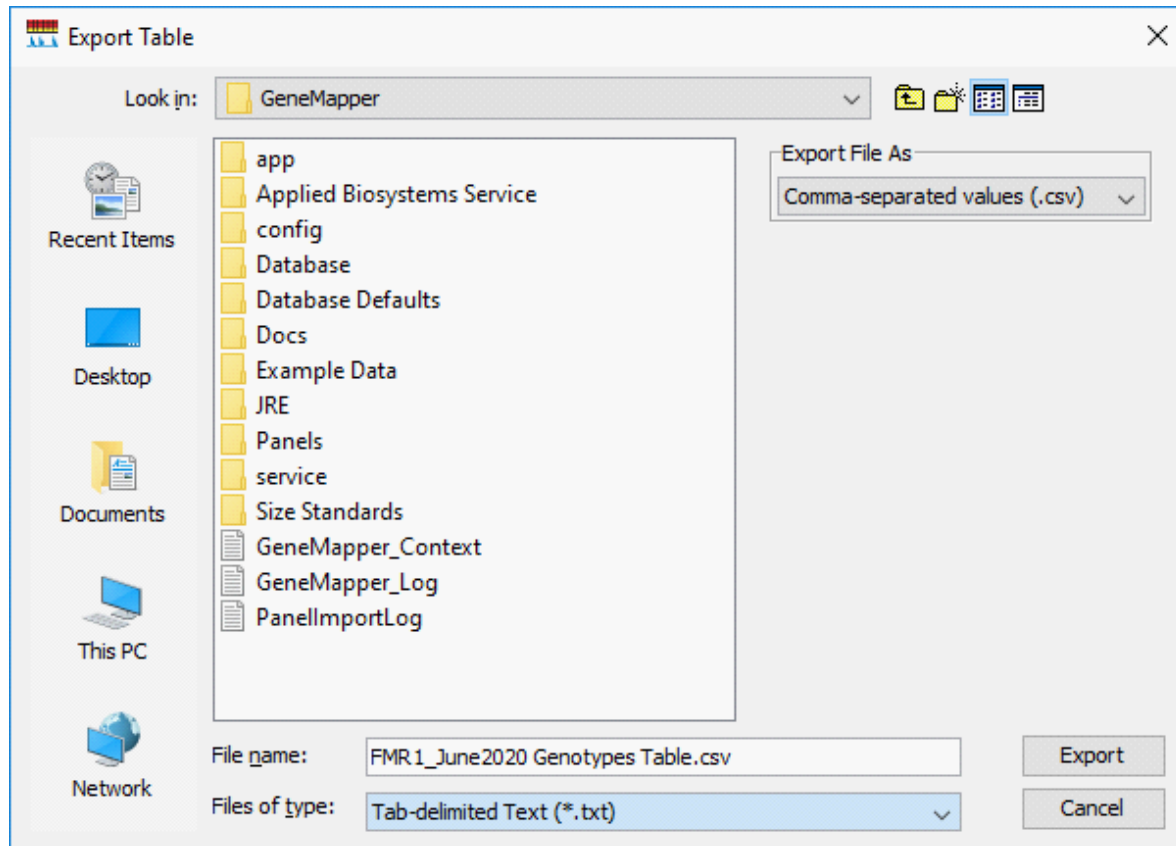 Export Table
Look in: GeneMapper
Recent Items
Desktop
Documents
This PC
Network
app
Applied Biosystems Service
config
Database
Database Defaults
Docs
Example Data
JRE
Panels
service
Size Standards
GeneMapper_Context
GeneMapper_Log
PanelImportLog
Export File As
Comma-separated values (.csv)
File name: FMR1_June2020 Genotypes Table.csv
Export
Files of type: Tab-delimited Text (*.txt)
Cancel